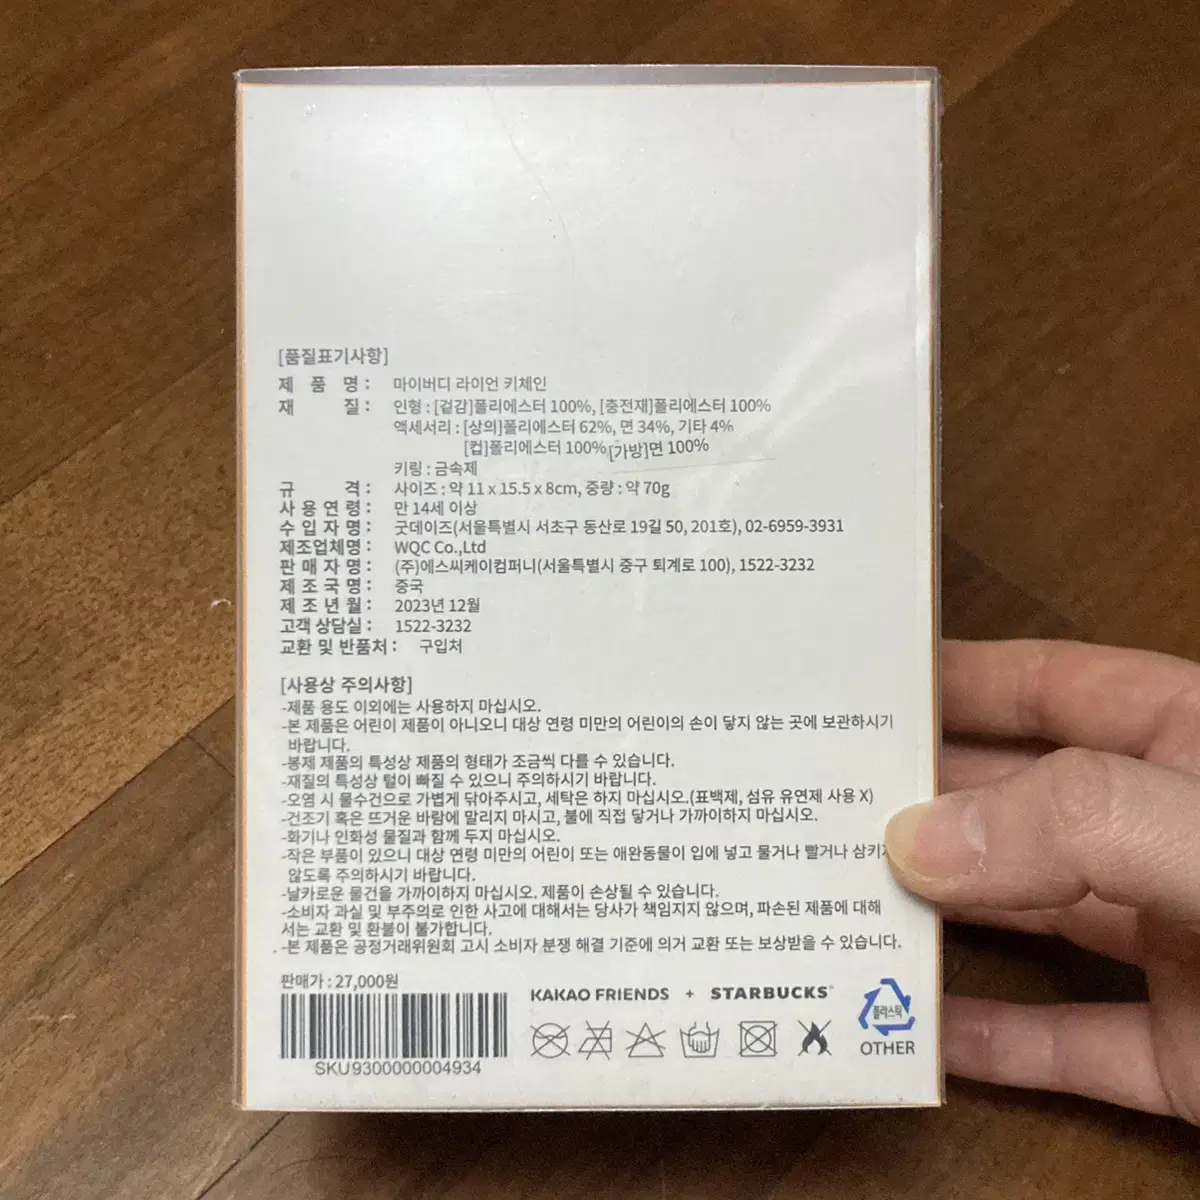 [품질표기사항]
제 품 명 : 마이버디 라이언 키체인
재 질 : 인형 : [겉감]폴리에스터 100%, [충전재]폴리에스터 100%
액세서리 : [상의]폴리에스터 62%, 면 34%, 기타 4%
[컵]폴리에스터 100% [가방]면 100%
키링 : 금속제
규 격 : 사이즈 : 약 11 x 15.5 x 8cm, 중량 : 약 70g
사 용 연 령 : 만 14세 이상
수 입 자 명 : 굿데이즈(서울특별시 서초구 동산로 19길 50, 201호), 02-6959-3931
제조업체명 : WQC Co.,Ltd
판 매 자 명 : (주)에스씨케이컴퍼니(서울특별시 중구 퇴계로 100), 1522-3232
제 조 국 명 : 중국
제 조 년 월 : 2023년 12월
고객 상담실 : 1522-3232
교환 및 반품처 : 구입처
[사용상 주의사항]
-제품 용도 이외에는 사용하지 마십시오.
-본 제품은 어린이 제품이 아니오니 대상 연령 미만의 어린이의 손이 닿지 않는 곳에 보관하시기
바랍니다.
-봉제 제품의 특성상 제품의 형태가 조금씩 다를 수 있습니다.
-재질의 특성상 털이 빠질 수 있으니 주의하시기 바랍니다.
-오염 시 물수건으로 가볍게 닦아주시고, 세탁은 하지 마십시오.(표백제, 섬유 유연제 사용 X)
-건조기 혹은 뜨거운 바람에 말리지 마시고, 불에 직접 닿거나 가까이하지 마십시오.
-화기나 인화성 물질과 함께 두지 마십시오.
-작은 부품이 있으니 대상 연령 미만의 어린이 또는 애완동물이 입에 넣고 물거나 빨거나 삼키지
않도록 주의하시기 바랍니다.
-날카로운 물건을 가까이하지 마십시오. 제품이 손상될 수 있습니다.
-소비자 과실 및 부주의로 인한 사고에 대해서는 당사가 책임지지 않으며, 파손된 제품에 대해
서는 교환 및 환불이 불가합니다.
-본 제품은 공정거래위원회 고시 소비자 분쟁 해결 기준에 의거 교환 또는 보상받을 수 있습니다.
판매가 : 27,000원
SKU9300000004934
KAKAO FRIENDS + STARBUCKS
플라스틱
OTHER